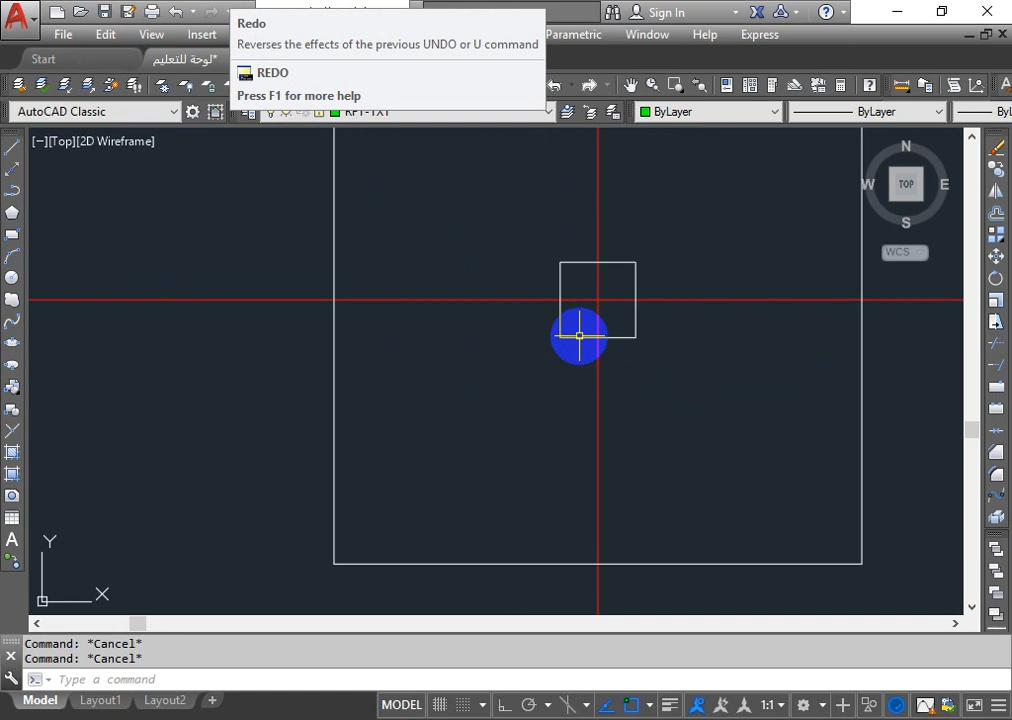 A
Sign In
Redo
Reverses the effects of the previous UNDO or U command
REDO
Press F1 for more help
File
Edit
View
Insert
Parametric
Window
Help
Express
Start
لوحة للتعليم*
AutoCAD Classic
ByLayer
ByLayer
[−][Top][2D Wireframe]
N
W
TOP
E
S
WCS
A
Y
X
Command: *Cancel*
Command: *Cancel*
Type a command
Model
Layout1
Layout2
+
MODEL
1:1